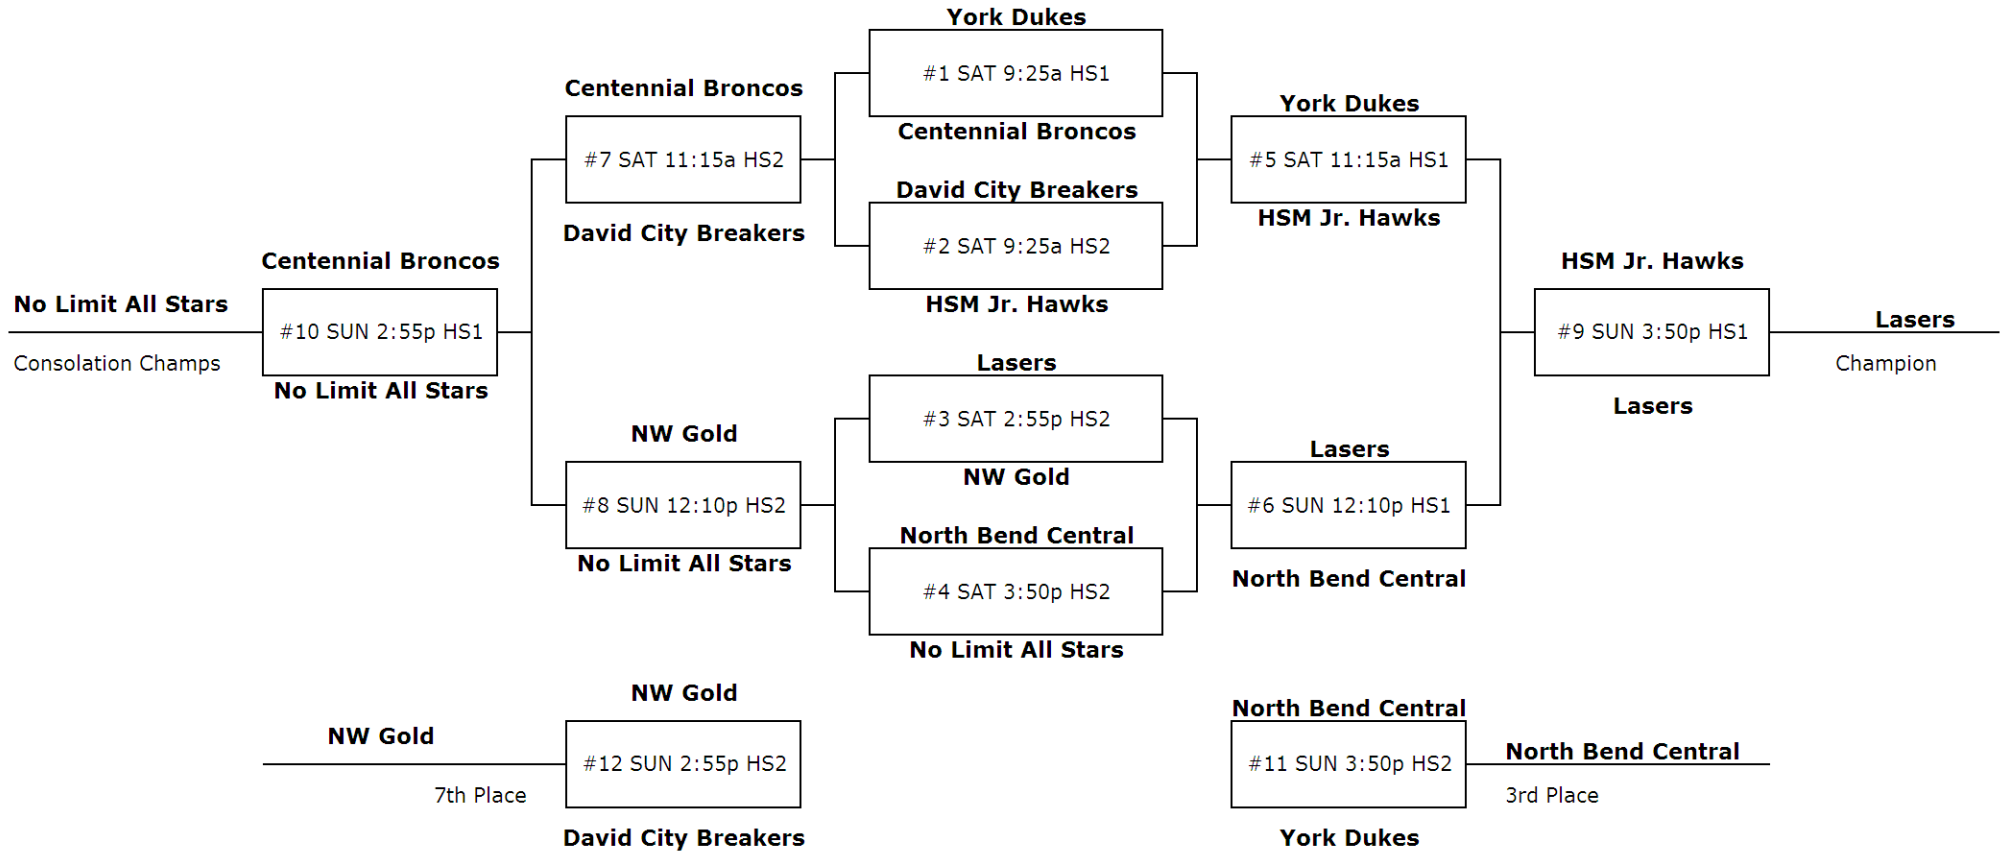 York Dukes
#1 SAT 9:25a HS1
Centennial Broncos
Centennial Broncos
#7 SAT 11:15a HS2
David City Breakers
York Dukes
#5 SAT 11:15a HS1
HSM Jr. Hawks
David City Breakers
#2 SAT 9:25a HS2
HSM Jr. Hawks
Centennial Broncos
No Limit All Stars
#10 SUN 2:55p HS1
Consolation Champs
No Limit All Stars
HSM Jr. Hawks
#9 SUN 3:50p HS1
Lasers
Lasers
Champion
Lasers
#3 SAT 2:55p HS2
NW Gold
NW Gold
#8 SUN 12:10p HS2
No Limit All Stars
Lasers
#6 SUN 12:10p HS1
North Bend Central
North Bend Central
#4 SAT 3:50p HS2
No Limit All Stars
NW Gold
NW Gold
#12 SUN 2:55p HS2
7th Place
David City Breakers
North Bend Central
#11 SUN 3:50p HS2
North Bend Central
3rd Place
York Dukes